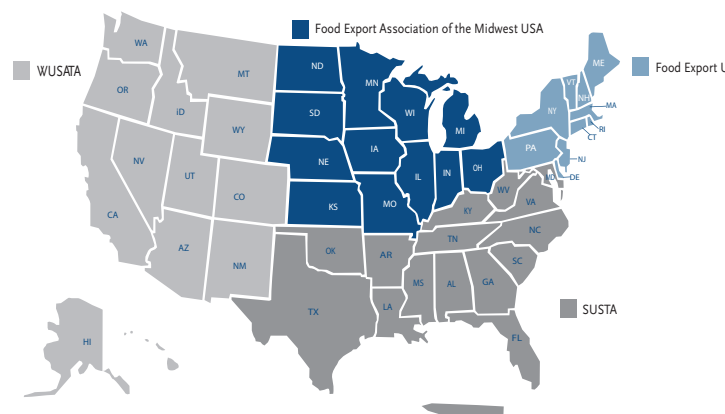 Food Export Association of the Midwest USA
WUSATA
Food Export U
SUSTA
WA
OR
iD
MT
WY
NV
UT
CO
CA
AZ
NM
HI
ND
SD
NE
KS
MN
IA
MO
WI
IL
MI
IN
OH
ME
VT
NH
MA
NY
RI
CT
PA
NJ
DE
MD
WV
VA
KY
NC
TN
SC
OK
AR
TX
LA
MS
AL
GA
FL